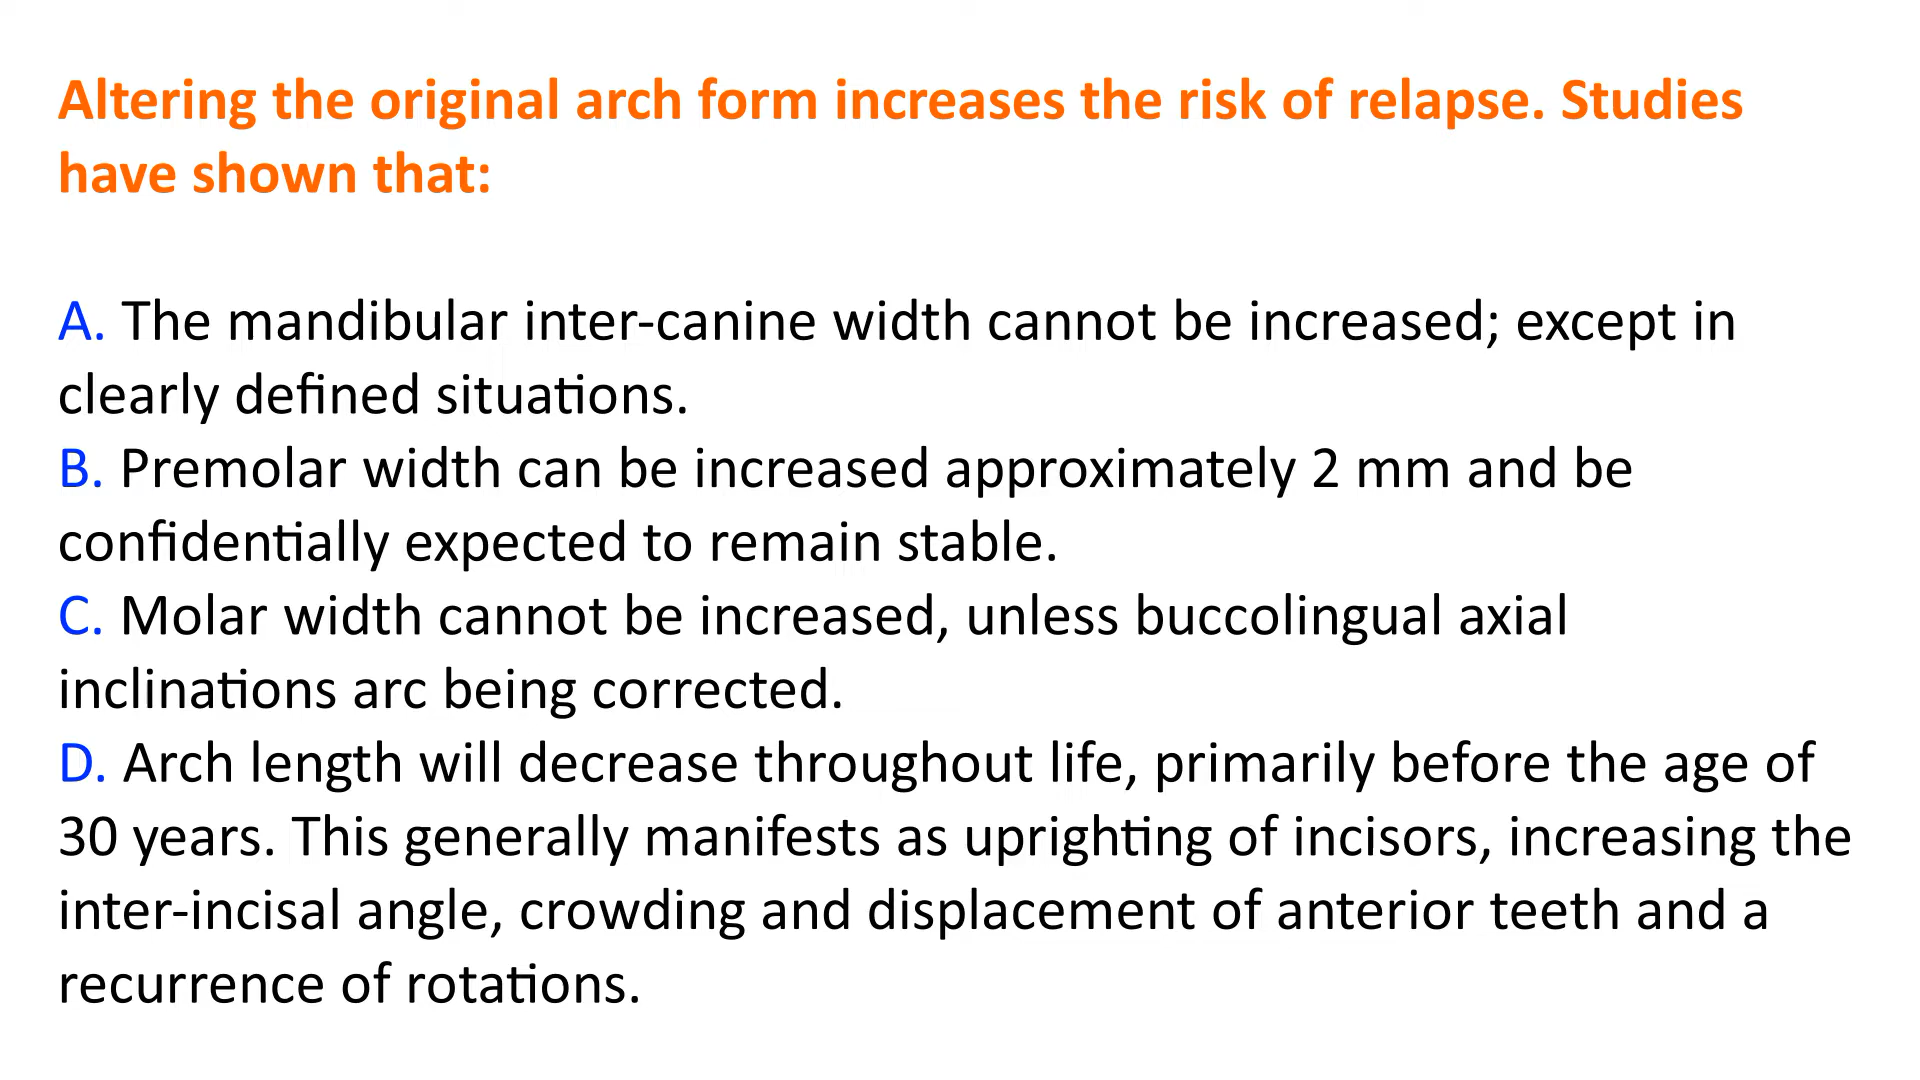 Altering the original arch form increases the risk of relapse. Studies
have shown that:
A. The mandibular inter-canine width cannot be increased; except in
clearly defined situations.
B. Premolar width can be increased approximately 2 mm and be
confidentially expected to remain stable.
C. Molar width cannot be increased, unless buccolingual axial
inclinations arc being corrected.
D. Arch length will decrease throughout life, primarily before the age of
30 years. This generally manifests as uprighting of incisors, increasing the
inter-incisal angle, crowding and displacement of anterior teeth and a
recurrence of rotations.